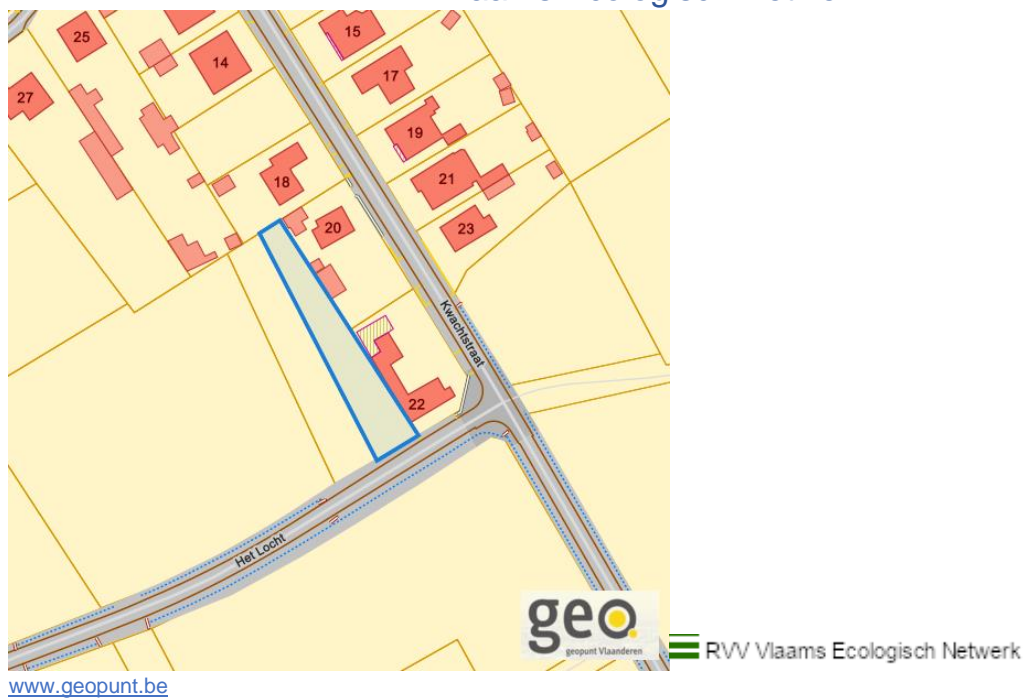 25
15
14
17
27
19
18
21
20
23
Kwachtstraat
22
Het Locht
geo
geopunt Vlaanderen
RVV Vlaams Ecologisch Netwerk
www.geopunt.be